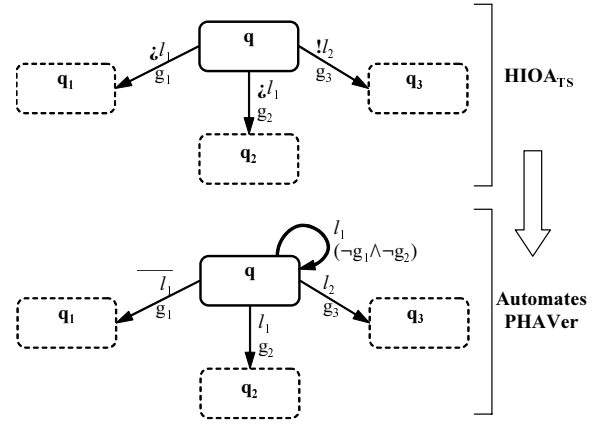 q
¿l₁
g₁
!l₂
g₃
q₁
q₃
¿l₁
g₂
q₂
HIOA_TS
l₁
(¬g₁∧¬g₂)
q
l₁
g₁
l₂
g₃
q₁
q₃
l₁
g₂
q₂
Automates
PHAVer